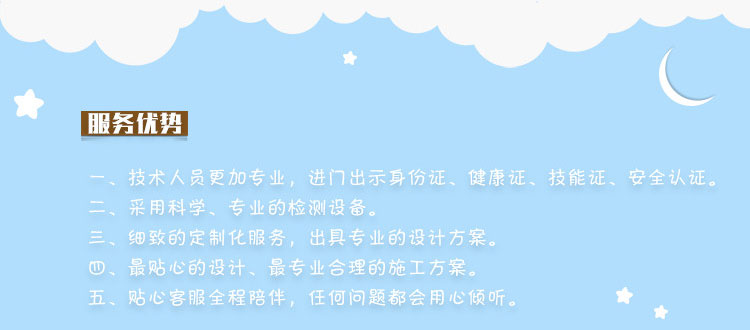 服务优势
一、技术人员更加专业，进门出示身份证、健康证、技能证、安全认证。
二、采用科学、专业的检测设备。
三、细致的定制化服务，出具专业的设计方案。
四、最贴心的设计、最专业合理的施工方案。
五、贴心客服全程陪伴，任何问题都会用心倾听。